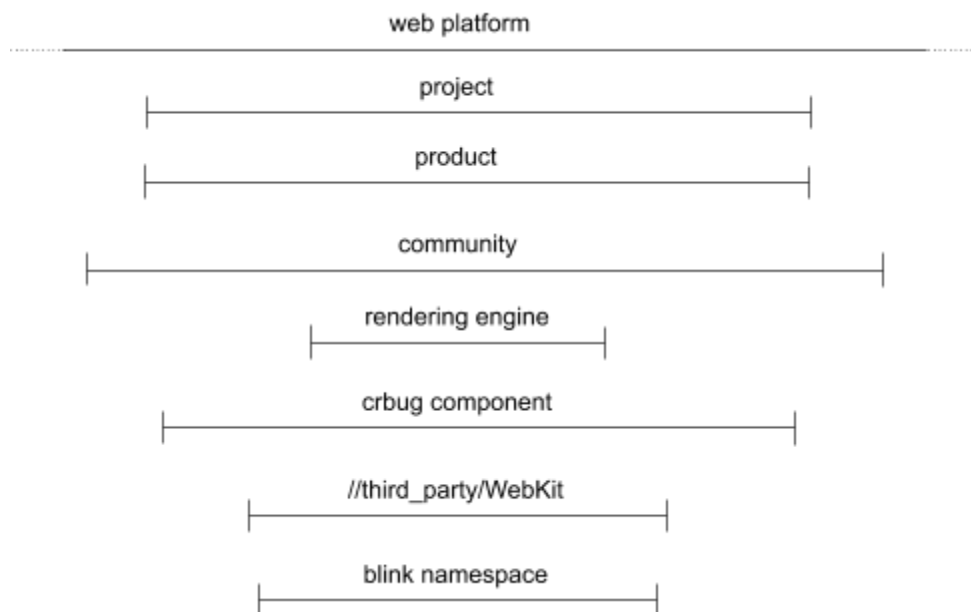 web platform
project
product
community
rendering engine
crbug component
//third_party/WebKit
blink namespace